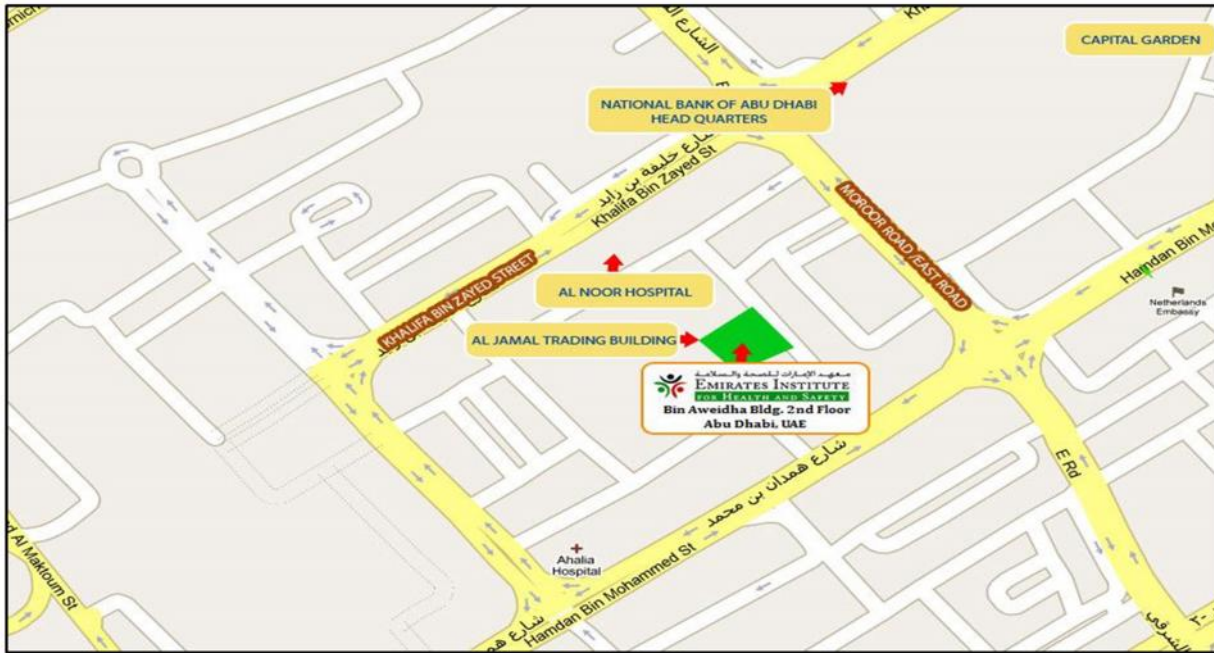 الشارع
CAPITAL GARDEN
NATIONAL BANK OF ABU DHABI
HEAD QUARTERS
شارع خليفة بن زايد
Khalifa Bin Zayed St
MOROOR ROAD /EAST ROAD
KHALIFA BIN ZAYED STREET
AL NOOR HOSPITAL
Netherlands
Embassy
AL JAMAL TRADING BUILDING
معهد الإمارات للصحة والسلامة
EMIRATES INSTITUTE
FOR HEALTH AND SAFETY
Bin Aweidha Bldg. 2nd Floor
Abu Dhabi, UAE
Hamdan Bin
شارع همدان بن محمد
E Rd
Ahalia
Hospital
Hamdan Bin Mohammed St
Al Maktoum St
شارع